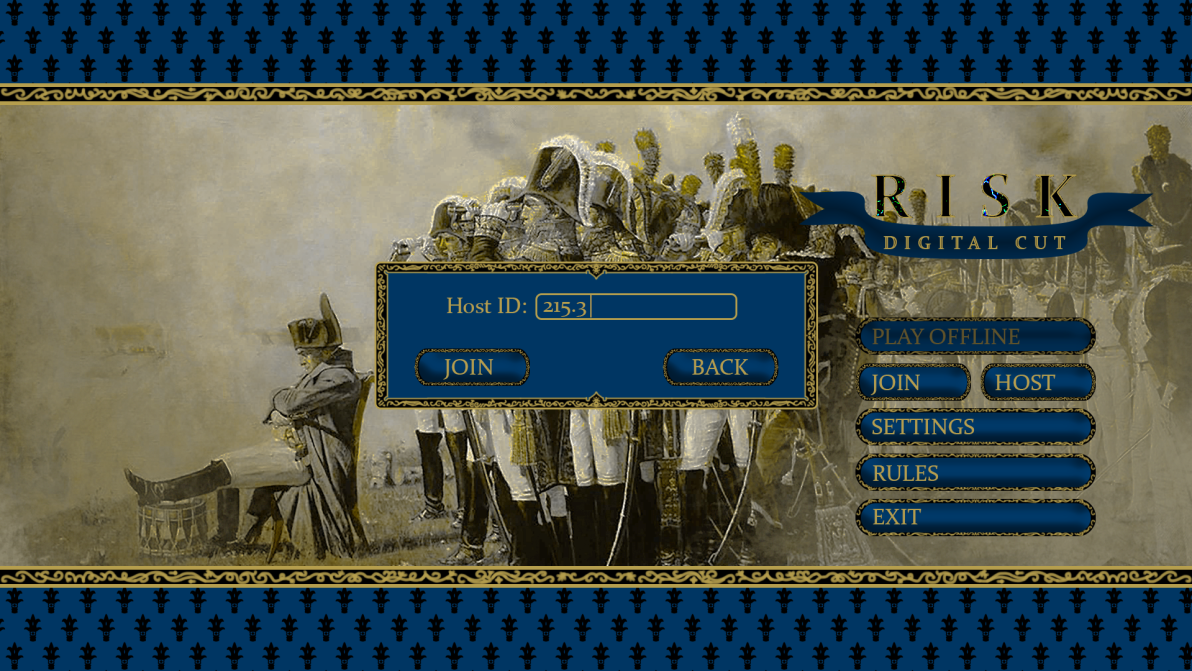 RISK
DIGITAL CUT
Host ID: 215.3
JOIN BACK
PLAY OFFLINE
JOIN HOST
SETTINGS
RULES
EXIT